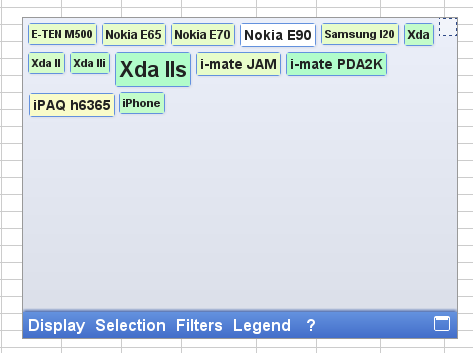 E-TEN M500 Nokia E65 Nokia E70 Nokia E90 Samsung I20 Xda
Xda II Xda IIi Xda IIs i-mate JAM i-mate PDA2K
iPAQ h6365 iPhone
Display Selection Filters Legend ?